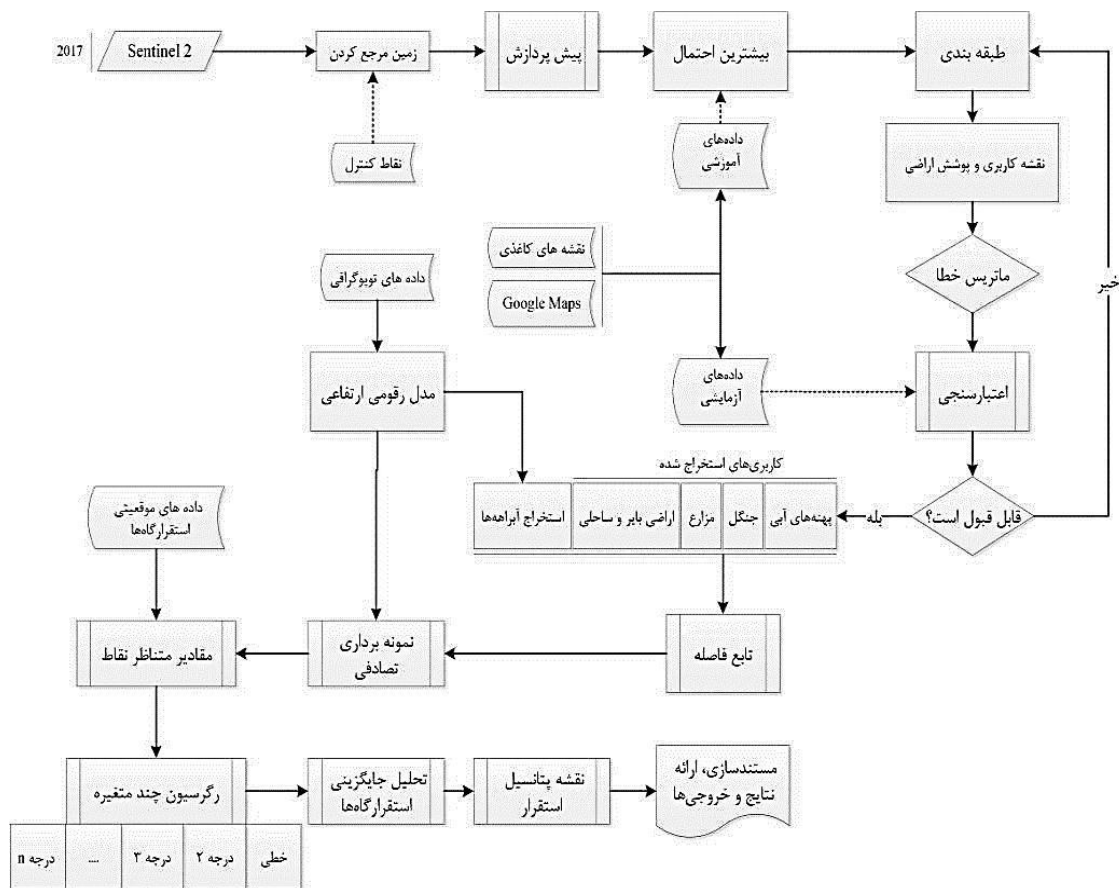 2017
Sentinel 2
زمین مرجع کردن
پیش پردازش
بیشترین احتمال
طبقه بندی
نقاط کنترل
داده‌های
آموزشی
نقشه کاربری و پوشش اراضی
نقشه های کاغذی
Google Maps
ماتریس خطا
خیر
داده های توپوگرافی
مدل رقومی ارتفاعی
داده‌های
آزمایشی
اعتبارسنجی
کاربری‌های استخراج شده
استخراج آبراهه‌ها
اراضی بایر و ساحلی
مزارع
جنگل
پهنه‌های آبی
بله
قابل قبول است؟
داده های موقعیتی
استقرارگاه‌ها
مقادیر متناظر نقاط
نمونه برداری
تصادفی
تابع فاصله
رگرسیون چند متغیره
تحلیل جایگزینی
استقرارگاه‌ها
نقشه پتانسیل
استقرار
مستندسازی، ارائه
نتایج و خروجی‌ها
خطی
درجه ۲
درجه ۳
....
درجه n